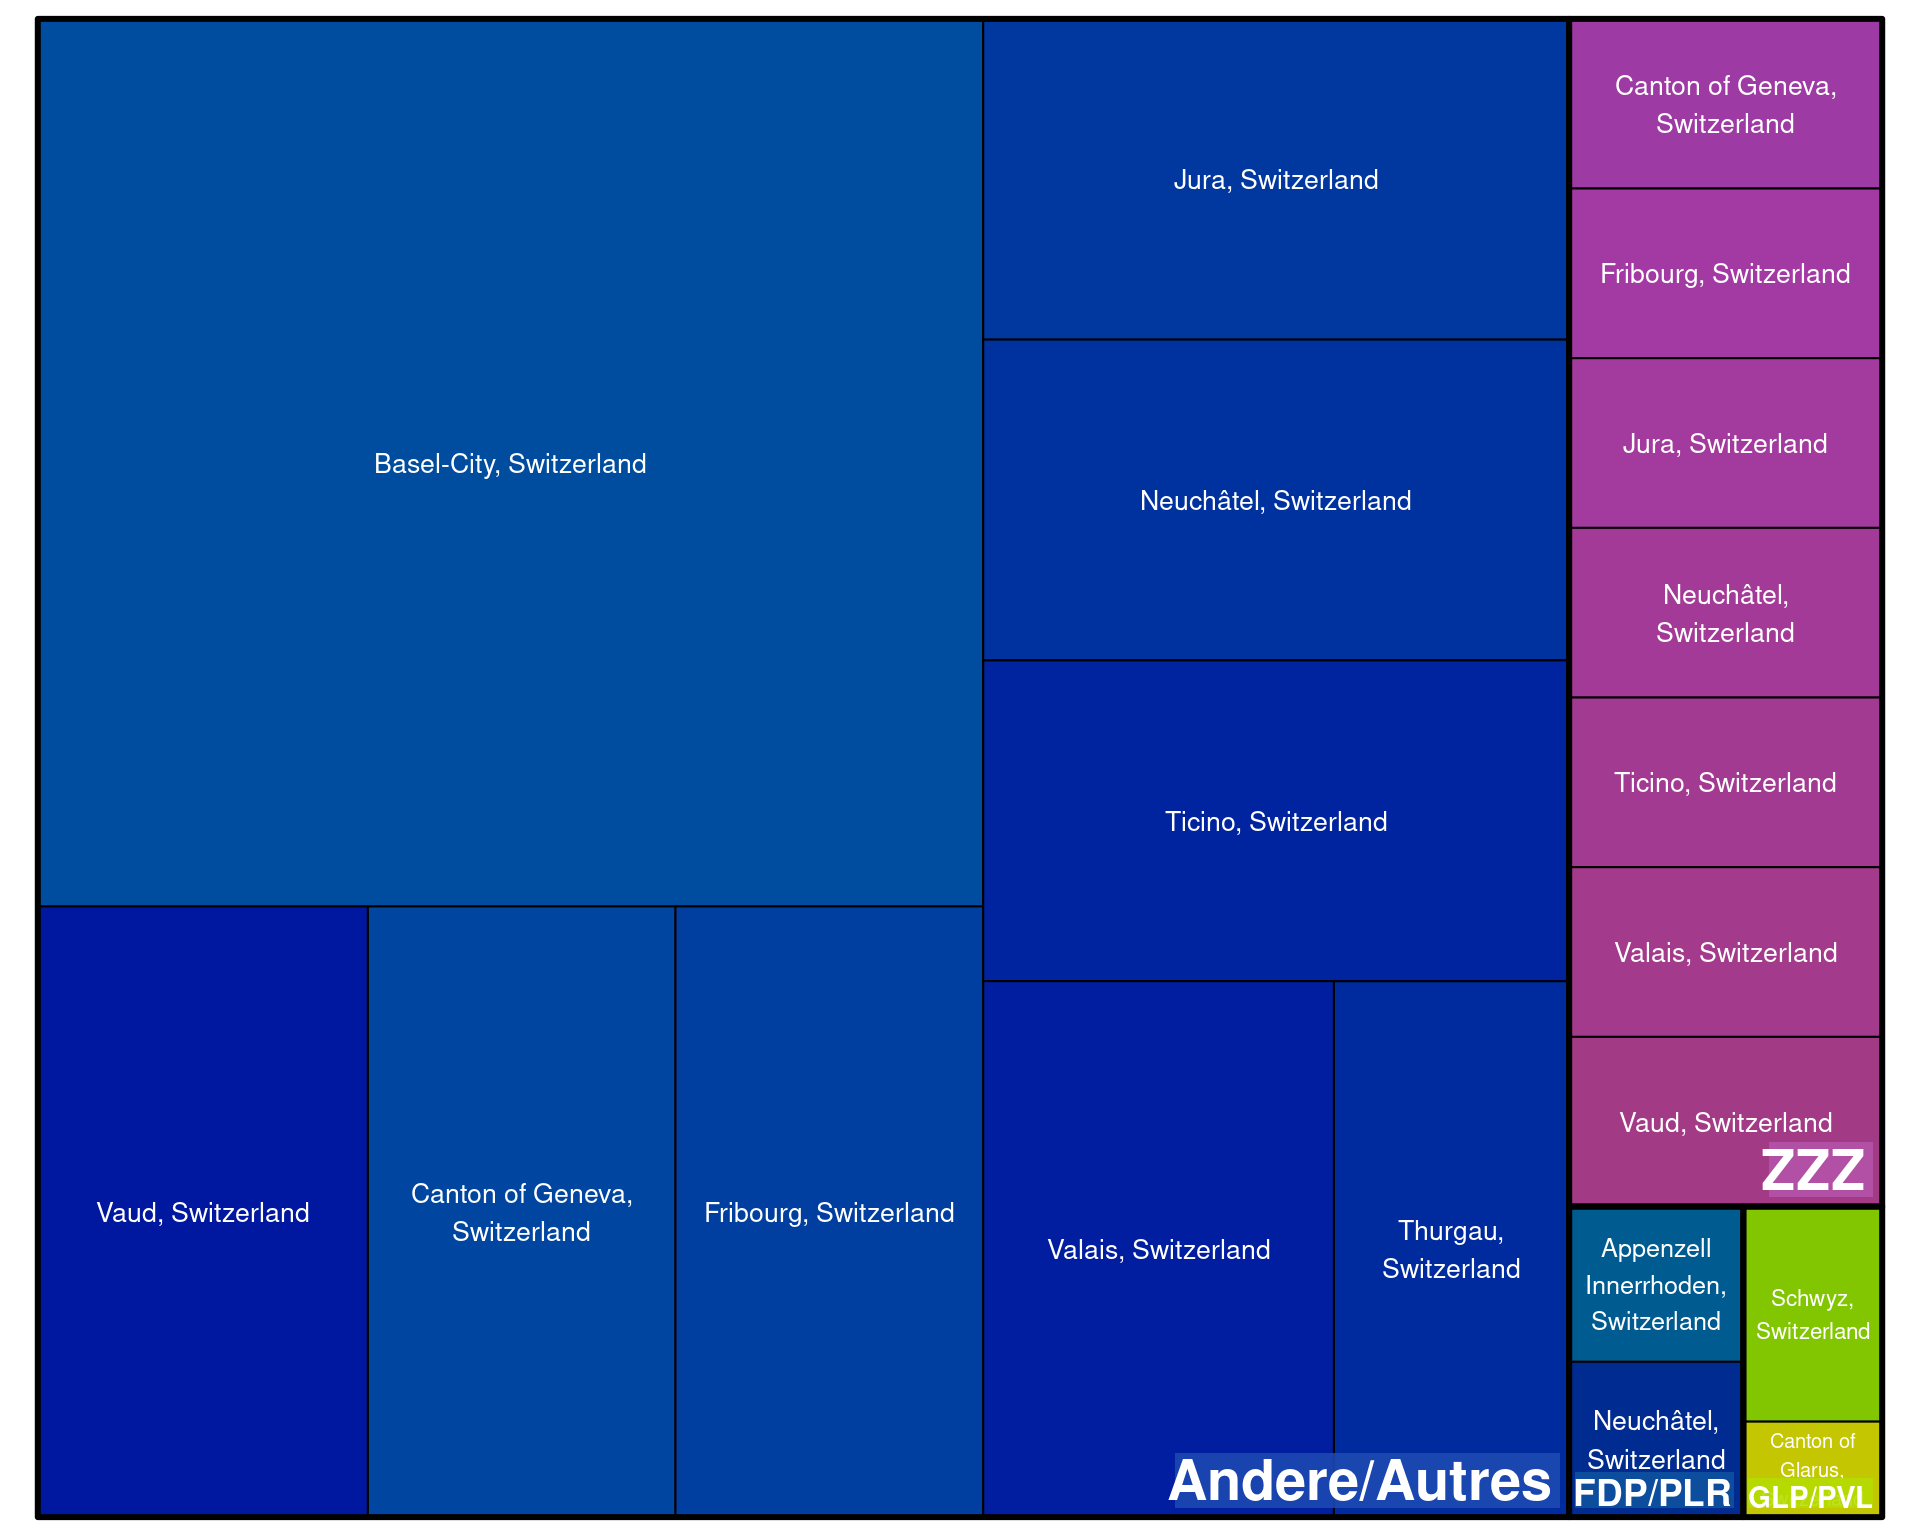 Basel-City, Switzerland
Vaud, Switzerland
Canton of Geneva,
Switzerland
Fribourg, Switzerland
Jura, Switzerland
Neuchâtel, Switzerland
Ticino, Switzerland
Valais, Switzerland
Thurgau,
Switzerland
Andere/Autres
Canton of Geneva,
Switzerland
Fribourg, Switzerland
Jura, Switzerland
Neuchâtel,
Switzerland
Ticino, Switzerland
Valais, Switzerland
Vaud, Switzerland
ZZZ
Appenzell
Innerrhoden,
Switzerland
Neuchâtel,
Switzerland
FDP/PLR
Schwyz,
Switzerland
Canton of
Glarus,
GLP/PVL